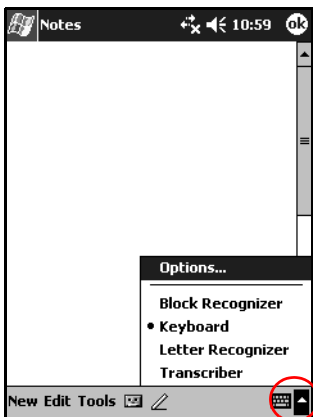 Notes 10:59 ok
Options...
Block Recognizer
Keyboard
Letter Recognizer
Transcriber
New Edit Tools